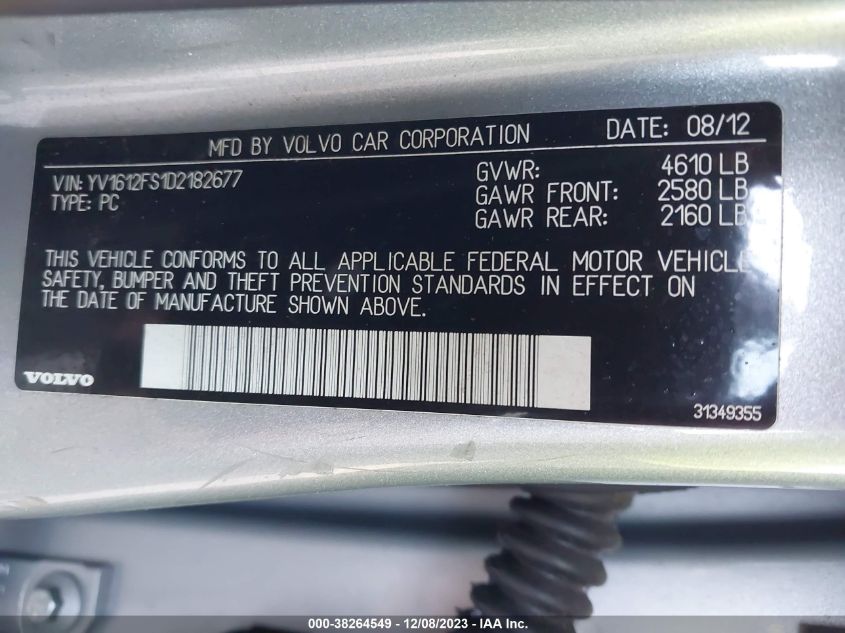 MFD BY VOLVO CAR CORPORATION DATE: 08/12
VIN: YV1612FS1D2182677 GVWR: 4610 LB
TYPE: PC GAWR FRONT: 2580 LB
GAWR REAR: 2160 LB
THIS VEHICLE CONFORMS TO ALL APPLICABLE FEDERAL MOTOR VEHICLE
SAFETY, BUMPER AND THEFT PREVENTION STANDARDS IN EFFECT ON
THE DATE OF MANUFACTURE SHOWN ABOVE.
VOLVO
31349355
000-38264549 - 12/08/2023 - IAA Inc.